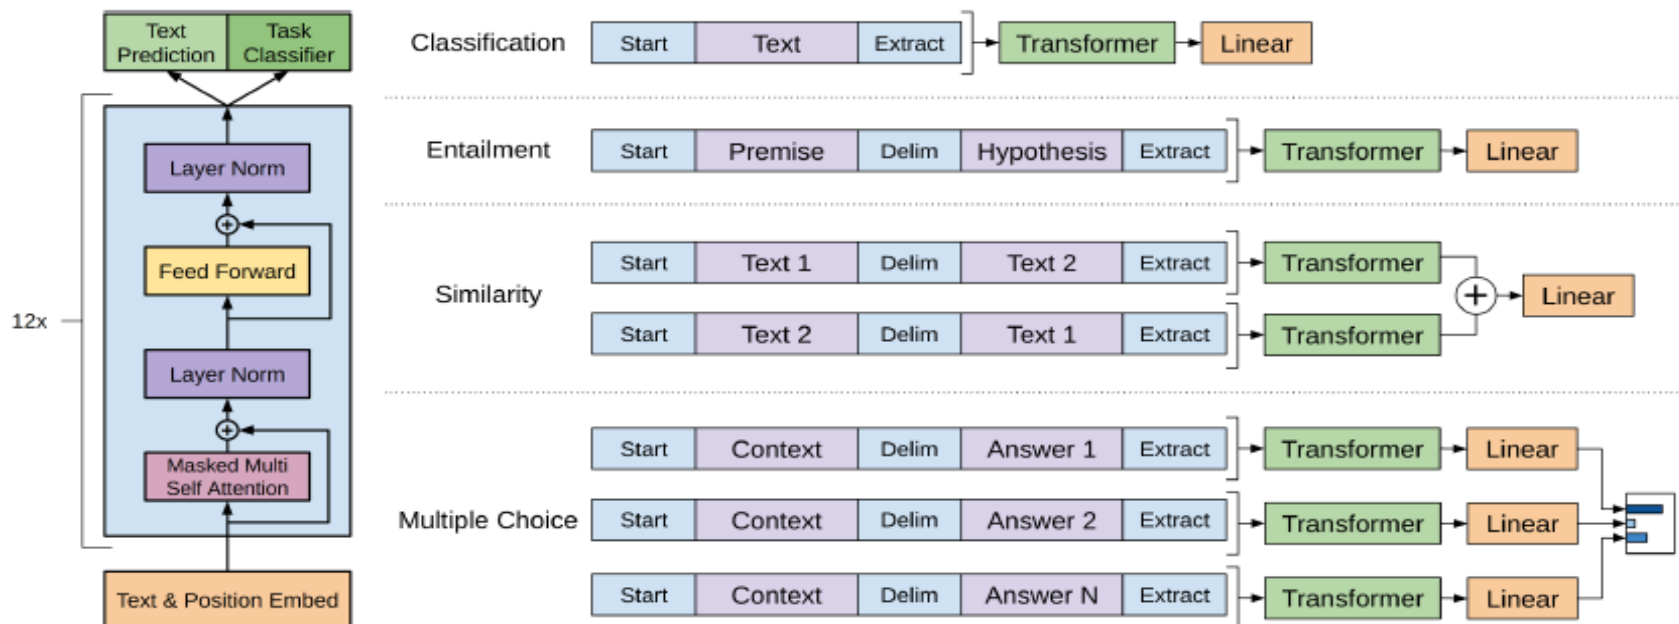 Text
Prediction
Task
Classifier
Layer Norm
Feed Forward
12x
Layer Norm
Masked Multi
Self Attention
Text & Position Embed
Classification
Start Text Extract Transformer Linear
Entailment
Start Premise Delim Hypothesis Extract Transformer Linear
Similarity
Start Text 1 Delim Text 2 Extract Transformer
Start Text 2 Delim Text 1 Extract Transformer
+ Linear
Multiple Choice
Start Context Delim Answer 1 Extract Transformer Linear
Start Context Delim Answer 2 Extract Transformer Linear
Start Context Delim Answer N Extract Transformer Linear